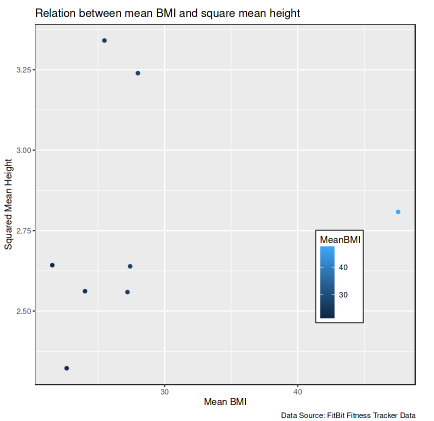 Relation between mean BMI and square mean height
3.25
3.00
2.75
2.50
Squared Mean Height
MeanBMI
40
30
30
40
Mean BMI
Data Source: FitBit Fitness Tracker Data